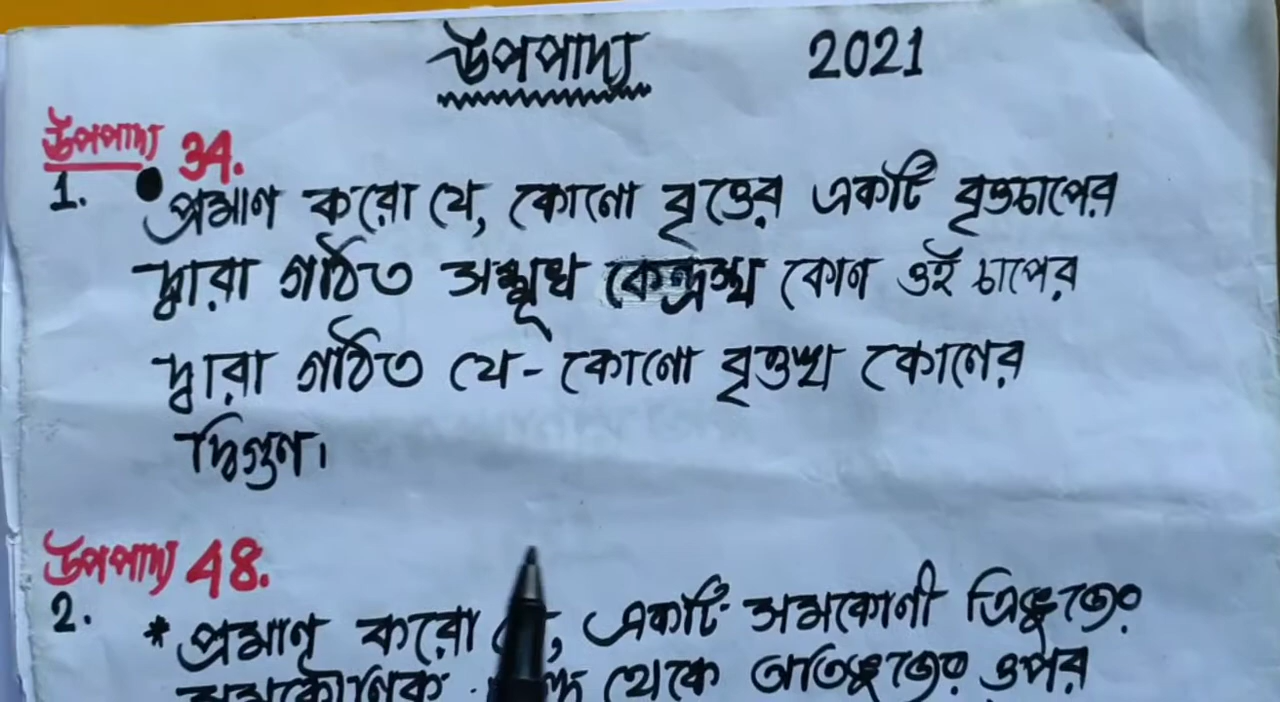 উপপাদ্য 2021
উপপাদ্য 34.
1. প্রমাণ করো যে, কোনো বৃত্তের একটি বৃত্তচাপের
দ্বারা গঠিত সম্মূখ কেন্দ্রস্থ কোণ ওই চাপের
দ্বারা গঠিত যে-কোনো বৃত্তস্থ কোণের
দ্বিগুণ।
উপপাদ্য 48.
2. * প্রমাণ করো, একটি সমকোণী ত্রিভুজের
সমকৌণিক থেকে অতিভুজের ওপর